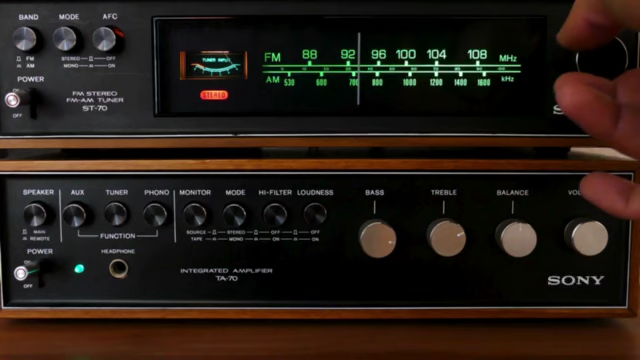 BAND MODE AFC
FM STEREO OFF
AM MONO ON
POWER
OFF
FM STEREO
FM-AM TUNER
ST-70
STEREO
FM 88 92 96 100 104 108 MHz
AM 530 600 700 800 1000 1200 1400 1600 kHz
S
SPEAKER AUX TUNER PHONO MONITOR MODE HI-FILTER LOUDNESS BASS TREBLE BALANCE VOL
MAIN SOURCE STEREO OFF OFF
REMOTE FUNCTION TAPE MONO ON ON
POWER HEADPHONE
ON
OFF
INTEGRATED AMPLIFIER
TA-70
SONY